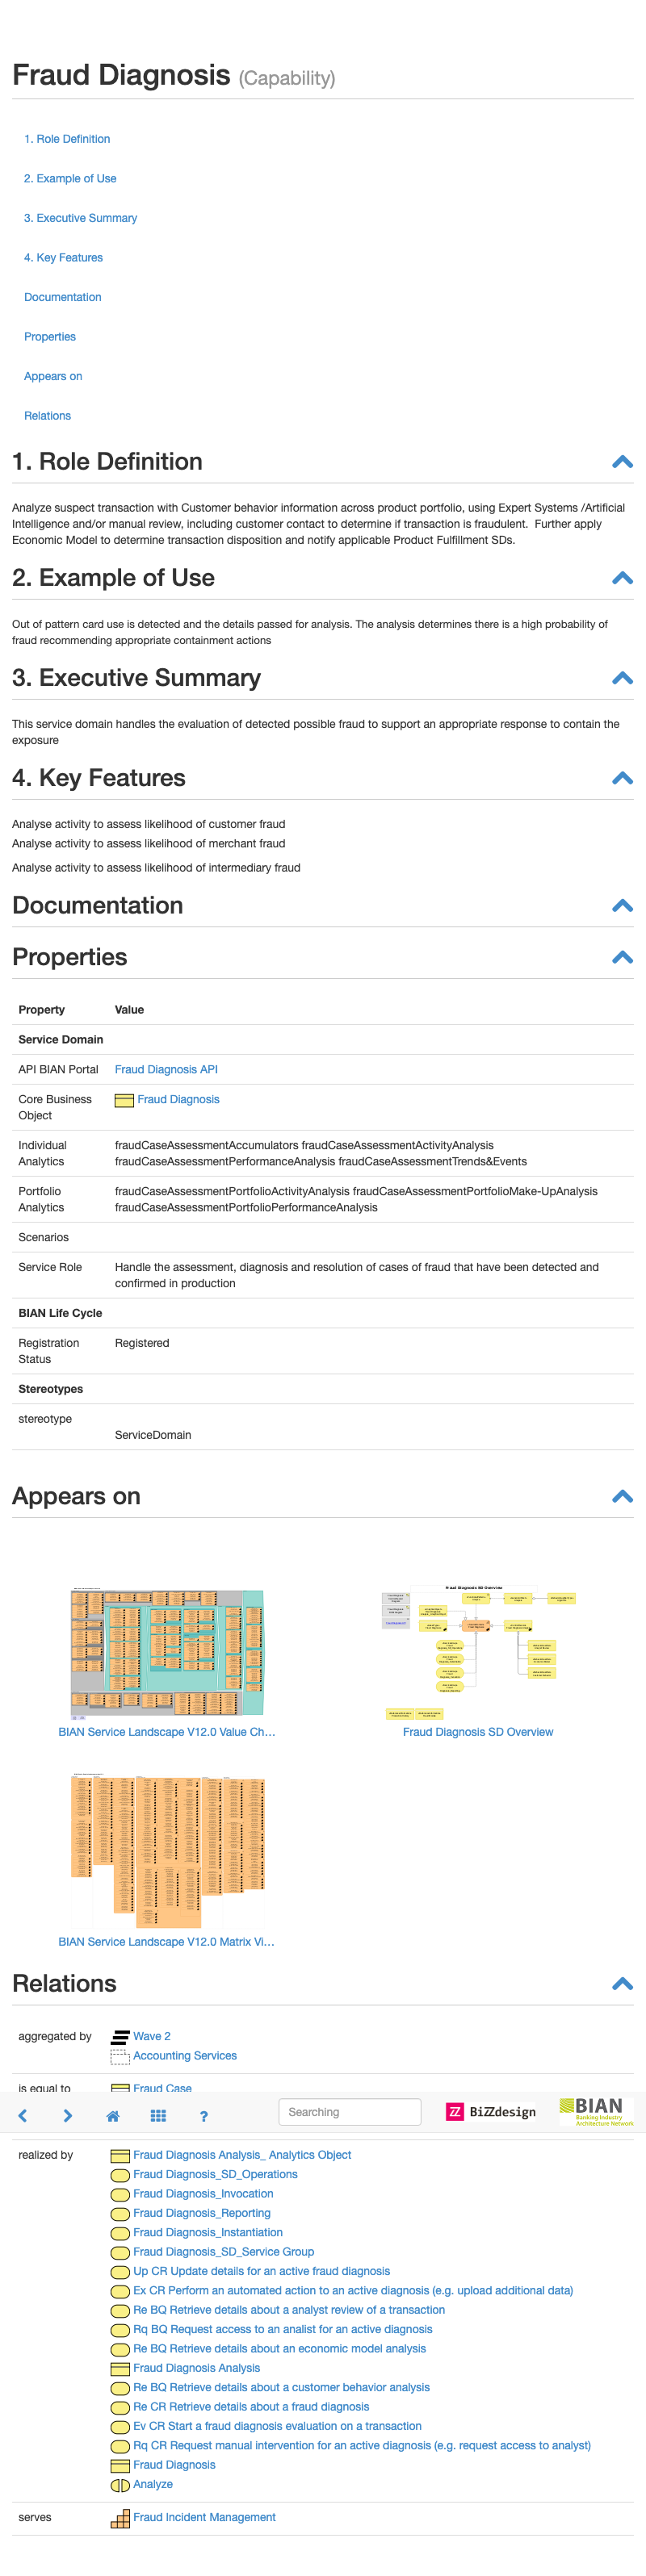 Fraud Diagnosis (Capability)
1. Role Definition
2. Example of Use
3. Executive Summary
4. Key Features
Documentation
Properties
Appears on
Relations
1. Role Definition
Analyze suspect transaction with Customer behavior information across product portfolio, using Expert Systems /Artificial
Intelligence and/or manual review, including customer contact to determine if transaction is fraudulent.  Further apply
Economic Model to determine transaction disposition and notify applicable Product Fulfillment SDs.
2. Example of Use
Out of pattern card use is detected and the details passed for analysis. The analysis determines there is a high probability of
fraud recommending appropriate containment actions
3. Executive Summary
This service domain handles the evaluation of detected possible fraud to support an appropriate response to contain the
exposure
4. Key Features
Analyse activity to assess likelihood of customer fraud
Analyse activity to assess likelihood of merchant fraud
Analyse activity to assess likelihood of intermediary fraud
Documentation
Properties
Property Value
Service Domain
API BIAN Portal Fraud Diagnosis API
Core Business Object Fraud Diagnosis
Individual Analytics fraudCaseAssessmentAccumulators fraudCaseAssessmentActivityAnalysis
fraudCaseAssessmentPerformanceAnalysis fraudCaseAssessmentTrends&Events
Portfolio Analytics fraudCaseAssessmentPortfolioActivityAnalysis fraudCaseAssessmentPortfolioMake-UpAnalysis
fraudCaseAssessmentPortfolioPerformanceAnalysis
Scenarios
Service Role Handle the assessment, diagnosis and resolution of cases of fraud that have been detected and
confirmed in production
BIAN Life Cycle
Registration Status Registered
Stereotypes
stereotype
ServiceDomain
Appears on
Fraud Diagnosis SD Overview
BIAN Service Landscape V12.0 Value Ch...
Fraud Diagnosis SD Overview
BIAN Service Landscape V12.0 Matrix Vi...
Relations
aggregated by Wave 2
Accounting Services
is equal to Fraud Case
Searching
BiZZdesign
BIAN
Banking Industry
Architecture Network
realized by Fraud Diagnosis Analysis_ Analytics Object
Fraud Diagnosis_SD_Operations
Fraud Diagnosis_Invocation
Fraud Diagnosis_Reporting
Fraud Diagnosis_Instantiation
Fraud Diagnosis_SD_Service Group
Up CR Update details for an active fraud diagnosis
Ex CR Perform an automated action to an active diagnosis (e.g. upload additional data)
Re BQ Retrieve details about a analyst review of a transaction
Rq BQ Request access to an analist for an active diagnosis
Re BQ Retrieve details about an economic model analysis
Fraud Diagnosis Analysis
Re BQ Retrieve details about a customer behavior analysis
Re CR Retrieve details about a fraud diagnosis
Ev CR Start a fraud diagnosis evaluation on a transaction
Rq CR Request manual intervention for an active diagnosis (e.g. request access to analyst)
Fraud Diagnosis
Analyze
serves Fraud Incident Management